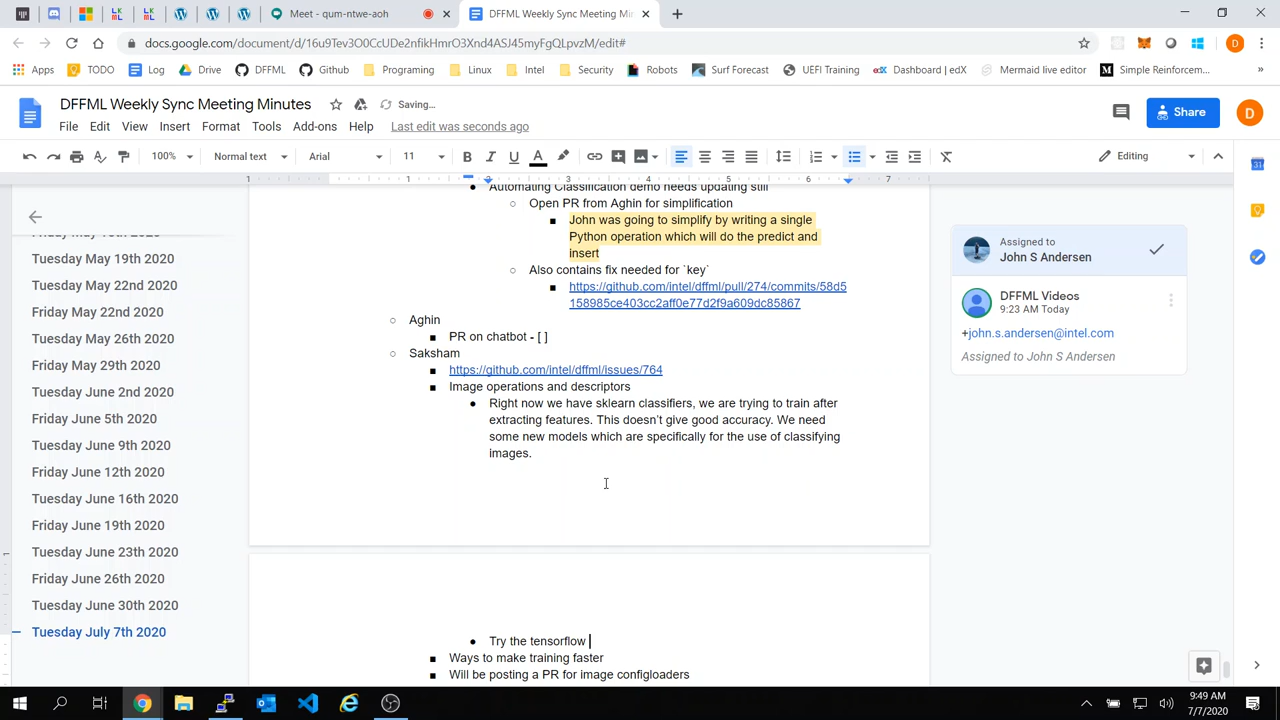 Meet - qum-ntwe-aoh
DFFML Weekly Sync Meeting Min
docs.google.com/document/d/16u9Tev3O0CcUDe2nfikHmrO3Xnd4ASJ45myFgQLpvzM/edit#
Apps TODO Log Drive DFFML Github Programing Linux Intel Security Robots Surf Forecast UEFI Training Dashboard | edX Mermaid live editor Simple Reinforcem...
DFFML Weekly Sync Meeting Minutes
Saving...
File Edit View Insert Format Tools Add-ons Help Last edit was seconds ago
Share
D
100% Normal text Arial 11 B I U A Editing
1 1 2 3 4 5 6 7
Tuesday May 19th 2020
Friday May 22nd 2020
Friday May 22nd 2020
Tuesday May 26th 2020
Friday May 29th 2020
Tuesday June 2nd 2020
Friday June 5th 2020
Tuesday June 9th 2020
Friday June 12th 2020
Tuesday June 16th 2020
Friday June 19th 2020
Tuesday June 23th 2020
Friday June 26th 2020
Tuesday June 30th 2020
Tuesday July 7th 2020
Automating Classification demo needs updating still
Open PR from Aghin for simplification
John was going to simplify by writing a single
Python operation which will do the predict and
insert
Also contains fix needed for `key`
https://github.com/intel/dffml/pull/274/commits/58d5
158985ce403cc2aff0e77d2f9a609dc85867
Aghin
PR on chatbot - [ ]
Saksham
https://github.com/intel/dffml/issues/764
Image operations and descriptors
Right now we have sklearn classifiers, we are trying to train after
extracting features. This doesn't give good accuracy. We need
some new models which are specifically for the use of classifying
images.
Try the tensorflow
Ways to make training faster
Will be posting a PR for image configloaders
Assigned to
John S Andersen
DFFML Videos
9:23 AM Today
+john.s.andersen@intel.com
Assigned to John S Andersen
9:49 AM
7/7/2020